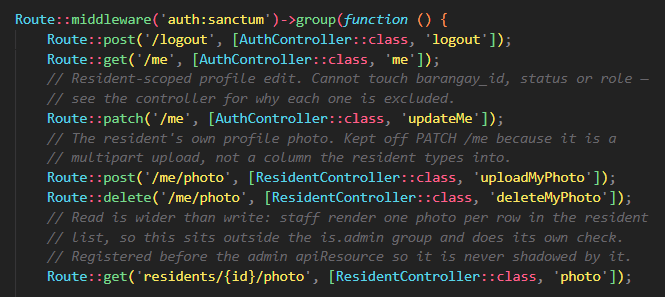 Route::middleware('auth:sanctum')->group(function () {
    Route::post('/logout', [AuthController::class, 'logout']);
    Route::get('/me', [AuthController::class, 'me']);
    // Resident-scoped profile edit. Cannot touch barangay_id, status or role —
    // see the controller for why each one is excluded.
    Route::patch('/me', [AuthController::class, 'updateMe']);
    // The resident's own profile photo. Kept off PATCH /me because it is a
    // multipart upload, not a column the resident types into.
    Route::post('/me/photo', [ResidentController::class, 'uploadMyPhoto']);
    Route::delete('/me/photo', [ResidentController::class, 'deleteMyPhoto']);
    // Read is wider than write: staff render one photo per row in the resident
    // list, so this sits outside the is.admin group and does its own check.
    // Registered before the admin apiResource so it is never shadowed by it.
    Route::get('residents/{id}/photo', [ResidentController::class, 'photo']);